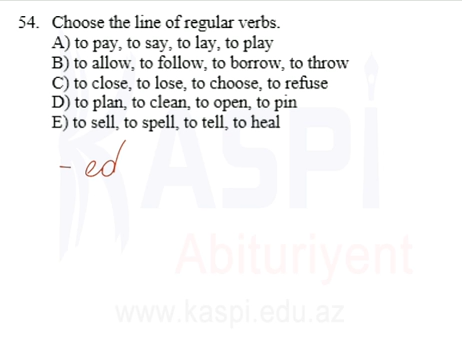 54. Choose the line of regular verbs.
A) to pay, to say, to lay, to play
B) to allow, to follow, to borrow, to throw
C) to close, to lose, to choose, to refuse
D) to plan, to clean, to open, to pin
E) to sell, to spell, to tell, to heal
- ed
KASPİ
Abituriyent
www.kaspi.edu.az